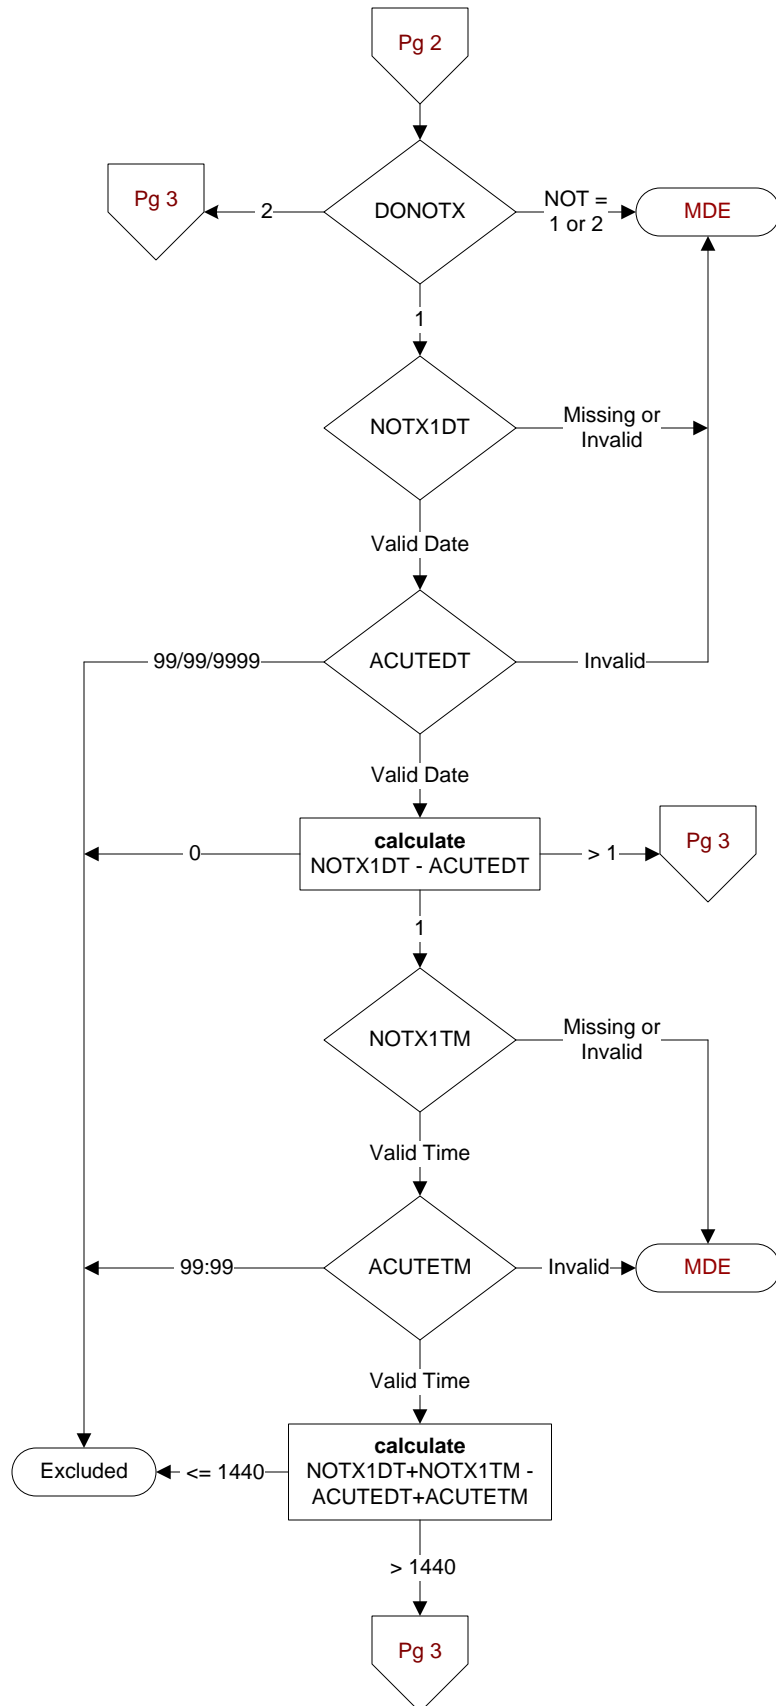 Pg 2
Pg 3
2
DONOTX
NOT =
1 or 2
MDE
1
NOTX1DT
Missing or
Invalid
Valid Date
99/99/9999
ACUTEDT
Invalid
Valid Date
0
calculate
NOTX1DT - ACUTEDT
> 1
Pg 3
1
NOTX1TM
Missing or
Invalid
Valid Time
99:99
ACUTETM
Invalid
MDE
Valid Time
Excluded
<= 1440
calculate
NOTX1DT+NOTX1TM -
ACUTEDT+ACUTETM
> 1440
Pg 3